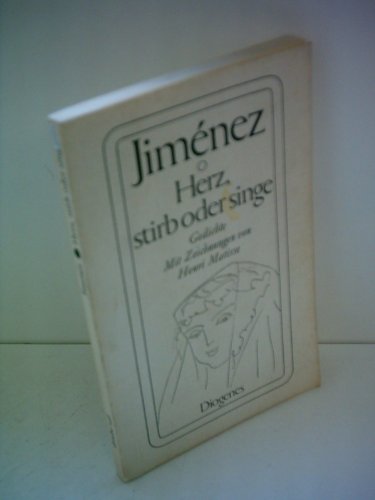 Jiménez
Herz,
stirb oder singe
Gedichte
Mit Zeichnungen von
Henri Matisse
Diogenes